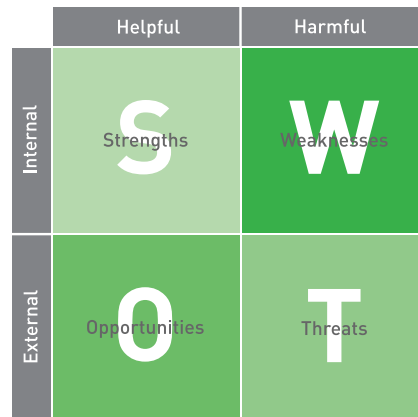 Helpful
Harmful
Internal
S
Strengths
W
Weaknesses
External
O
Opportunities
T
Threats